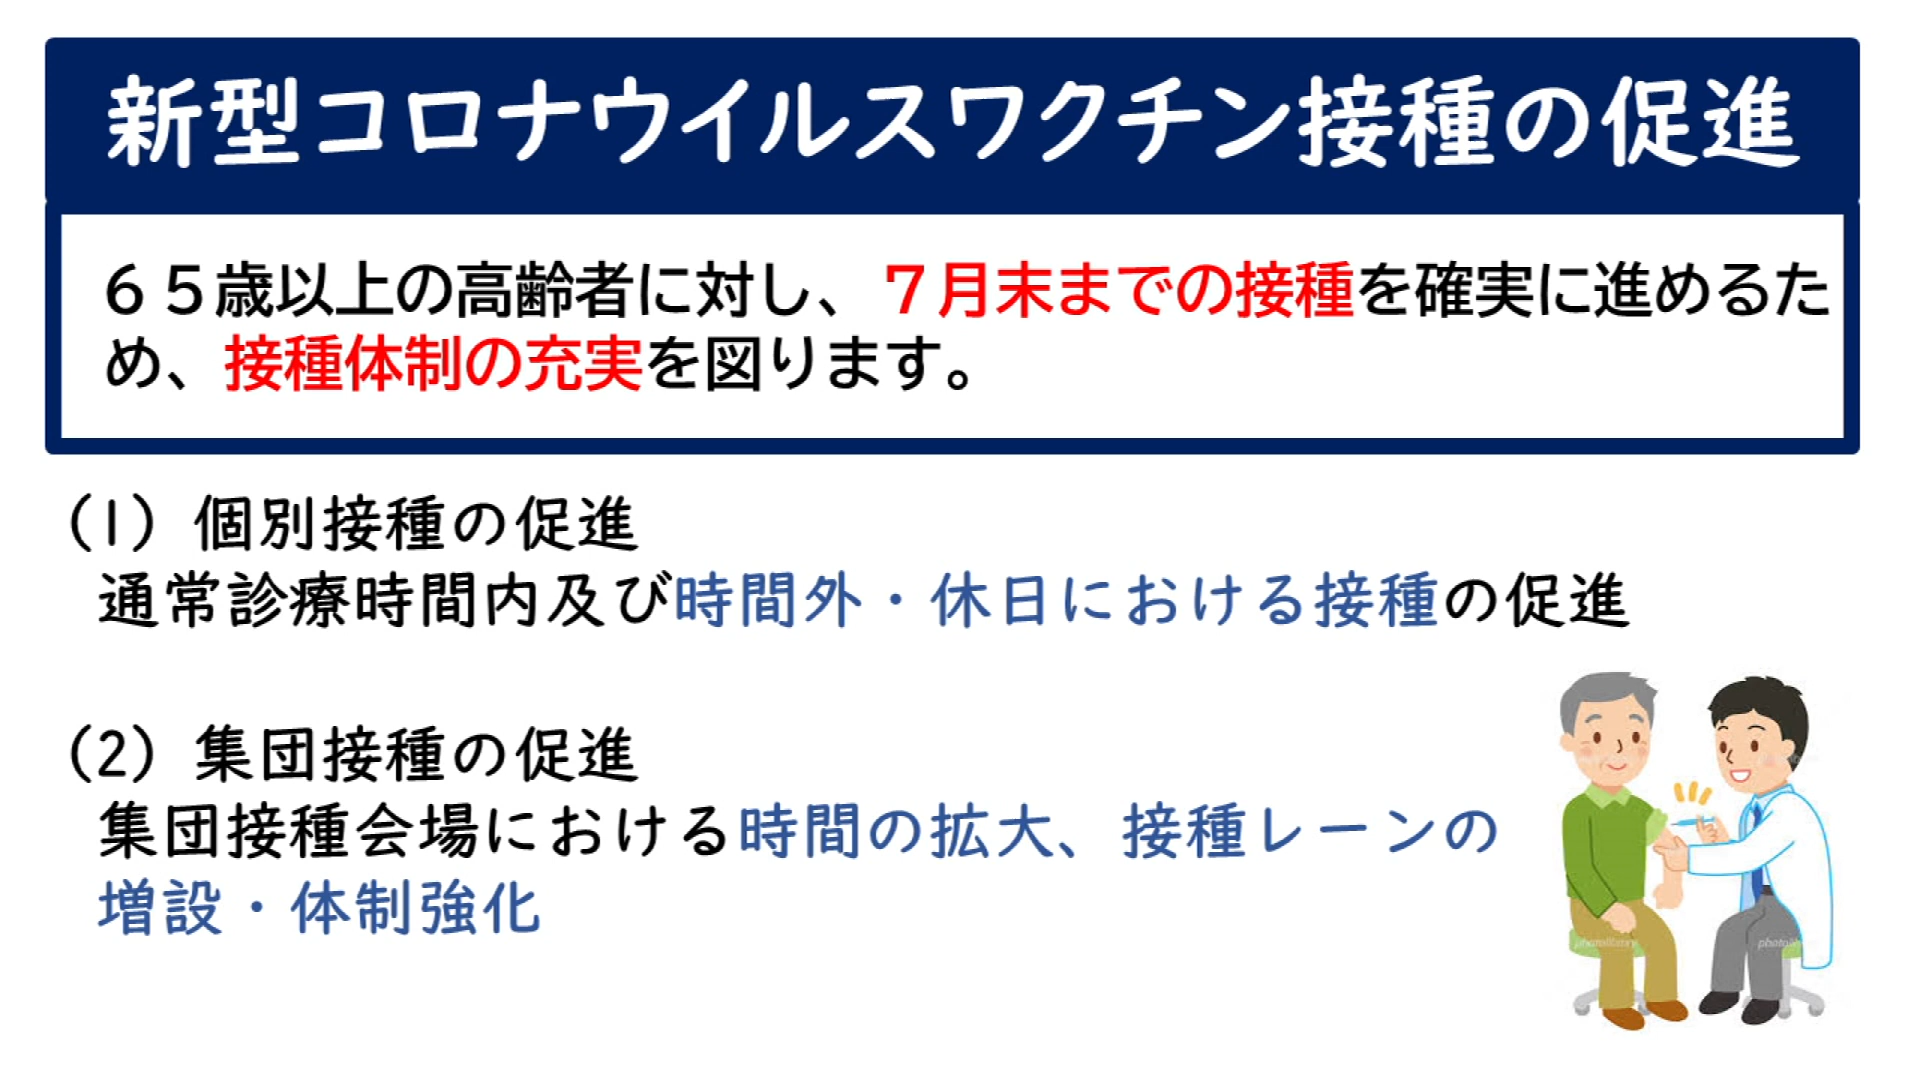 新型コロナウイルスワクチン接種の促進
６５歳以上の高齢者に対し、７月末までの接種を確実に進めるた
め、接種体制の充実を図ります。
（1）個別接種の促進
通常診療時間内及び時間外・休日における接種の促進
（2）集団接種の促進
集団接種会場における時間の拡大、接種レーンの
増設・体制強化